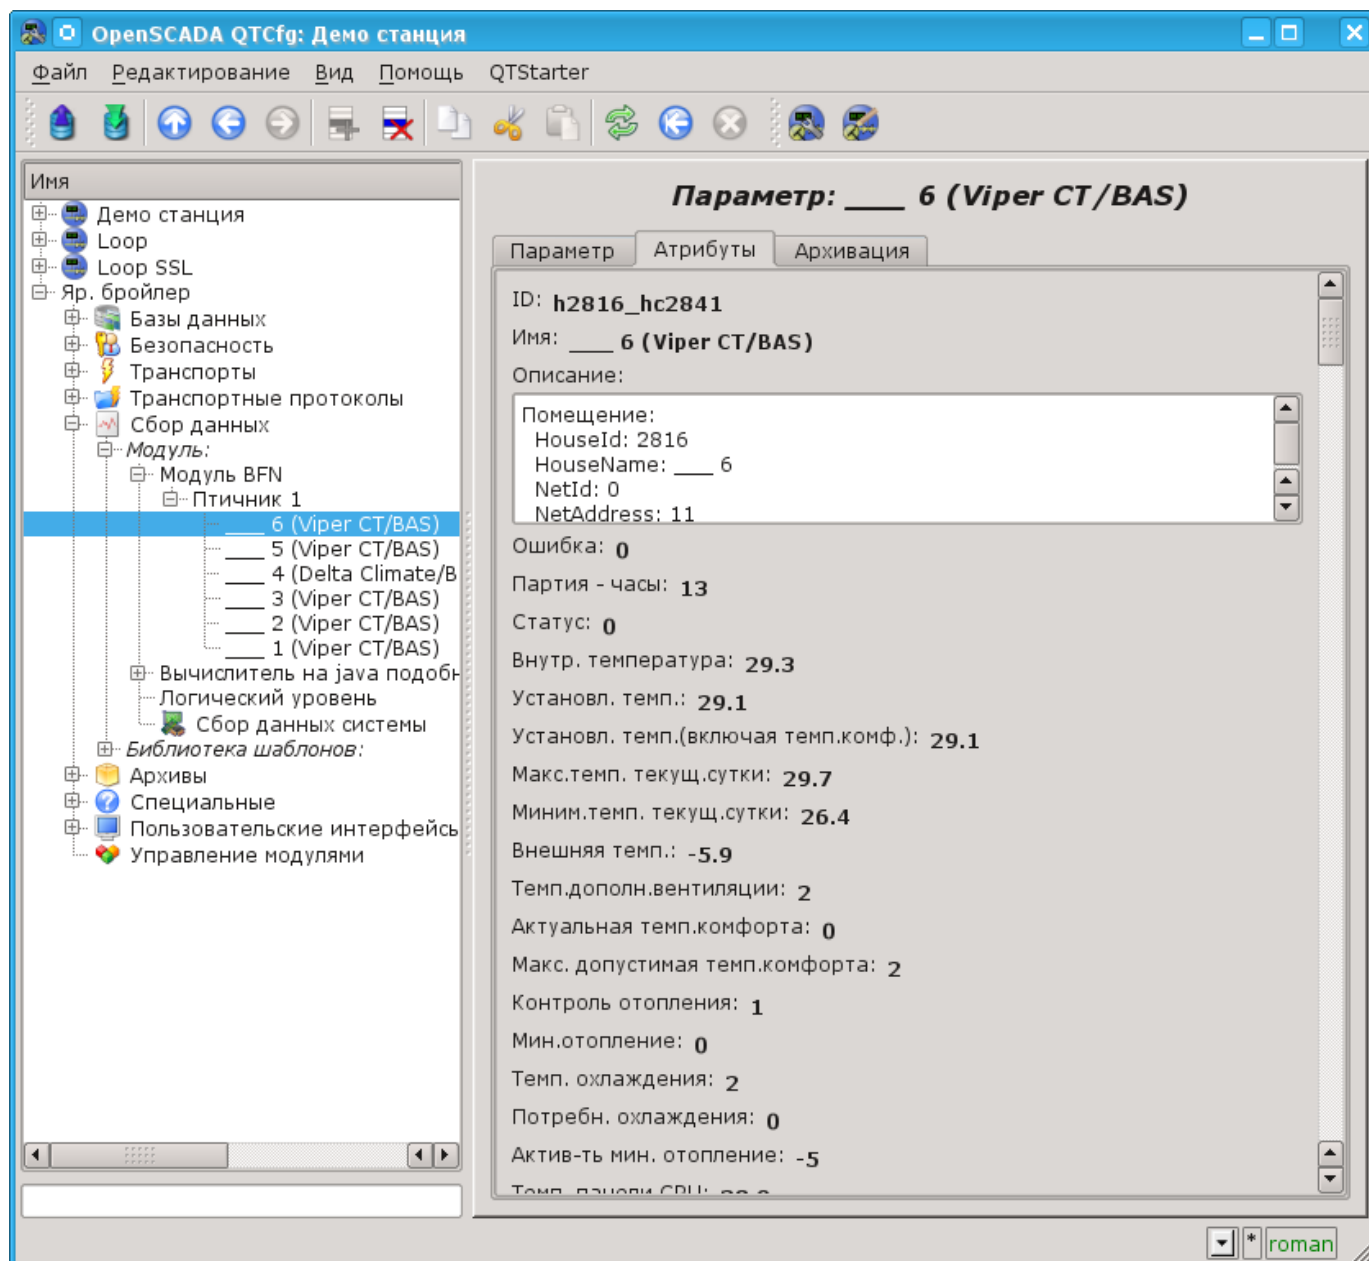 OpenSCADA QTCfg: Демо станция
Файл Редактирование Вид Помощь QTStarter
Имя
Демо станция
Loop
Loop SSL
Яр. бройлер
Базы данных
Безопасность
Транспорты
Транспортные протоколы
Сбор данных
Модуль:
Модуль BFN
Птичник 1
____ 6 (Viper CT/BAS)
____ 5 (Viper CT/BAS)
____ 4 (Delta Climate/B
____ 3 (Viper CT/BAS)
____ 2 (Viper CT/BAS)
____ 1 (Viper CT/BAS)
Вычислитель на java подобн
Логический уровень
Сбор данных системы
Библиотека шаблонов:
Архивы
Специальные
Пользовательские интерфейсы
Управление модулями
Параметр: ____ 6 (Viper CT/BAS)
Параметр Атрибуты Архивация
ID: h2816_hc2841
Имя: ____ 6 (Viper CT/BAS)
Описание:
Помещение:
HouseId: 2816
HouseName: ____ 6
NetId: 0
NetAddress: 11
Ошибка: 0
Партия - часы: 13
Статус: 0
Внутр. температура: 29.3
Установл. темп.: 29.1
Установл. темп.(включая темп.комф.): 29.1
Макс.темп. текущ.сутки: 29.7
Миним.темп. текущ.сутки: 26.4
Внешняя темп.: -5.9
Темп.дополн.вентиляции: 2
Актуальная темп.комфорта: 0
Макс. допустимая темп.комфорта: 2
Контроль отопления: 1
Мин.отопление: 0
Темп. охлаждения: 2
Потребн. охлаждения: 0
Актив-ть мин. отопление: -5
Темп. панели CPU:
* roman